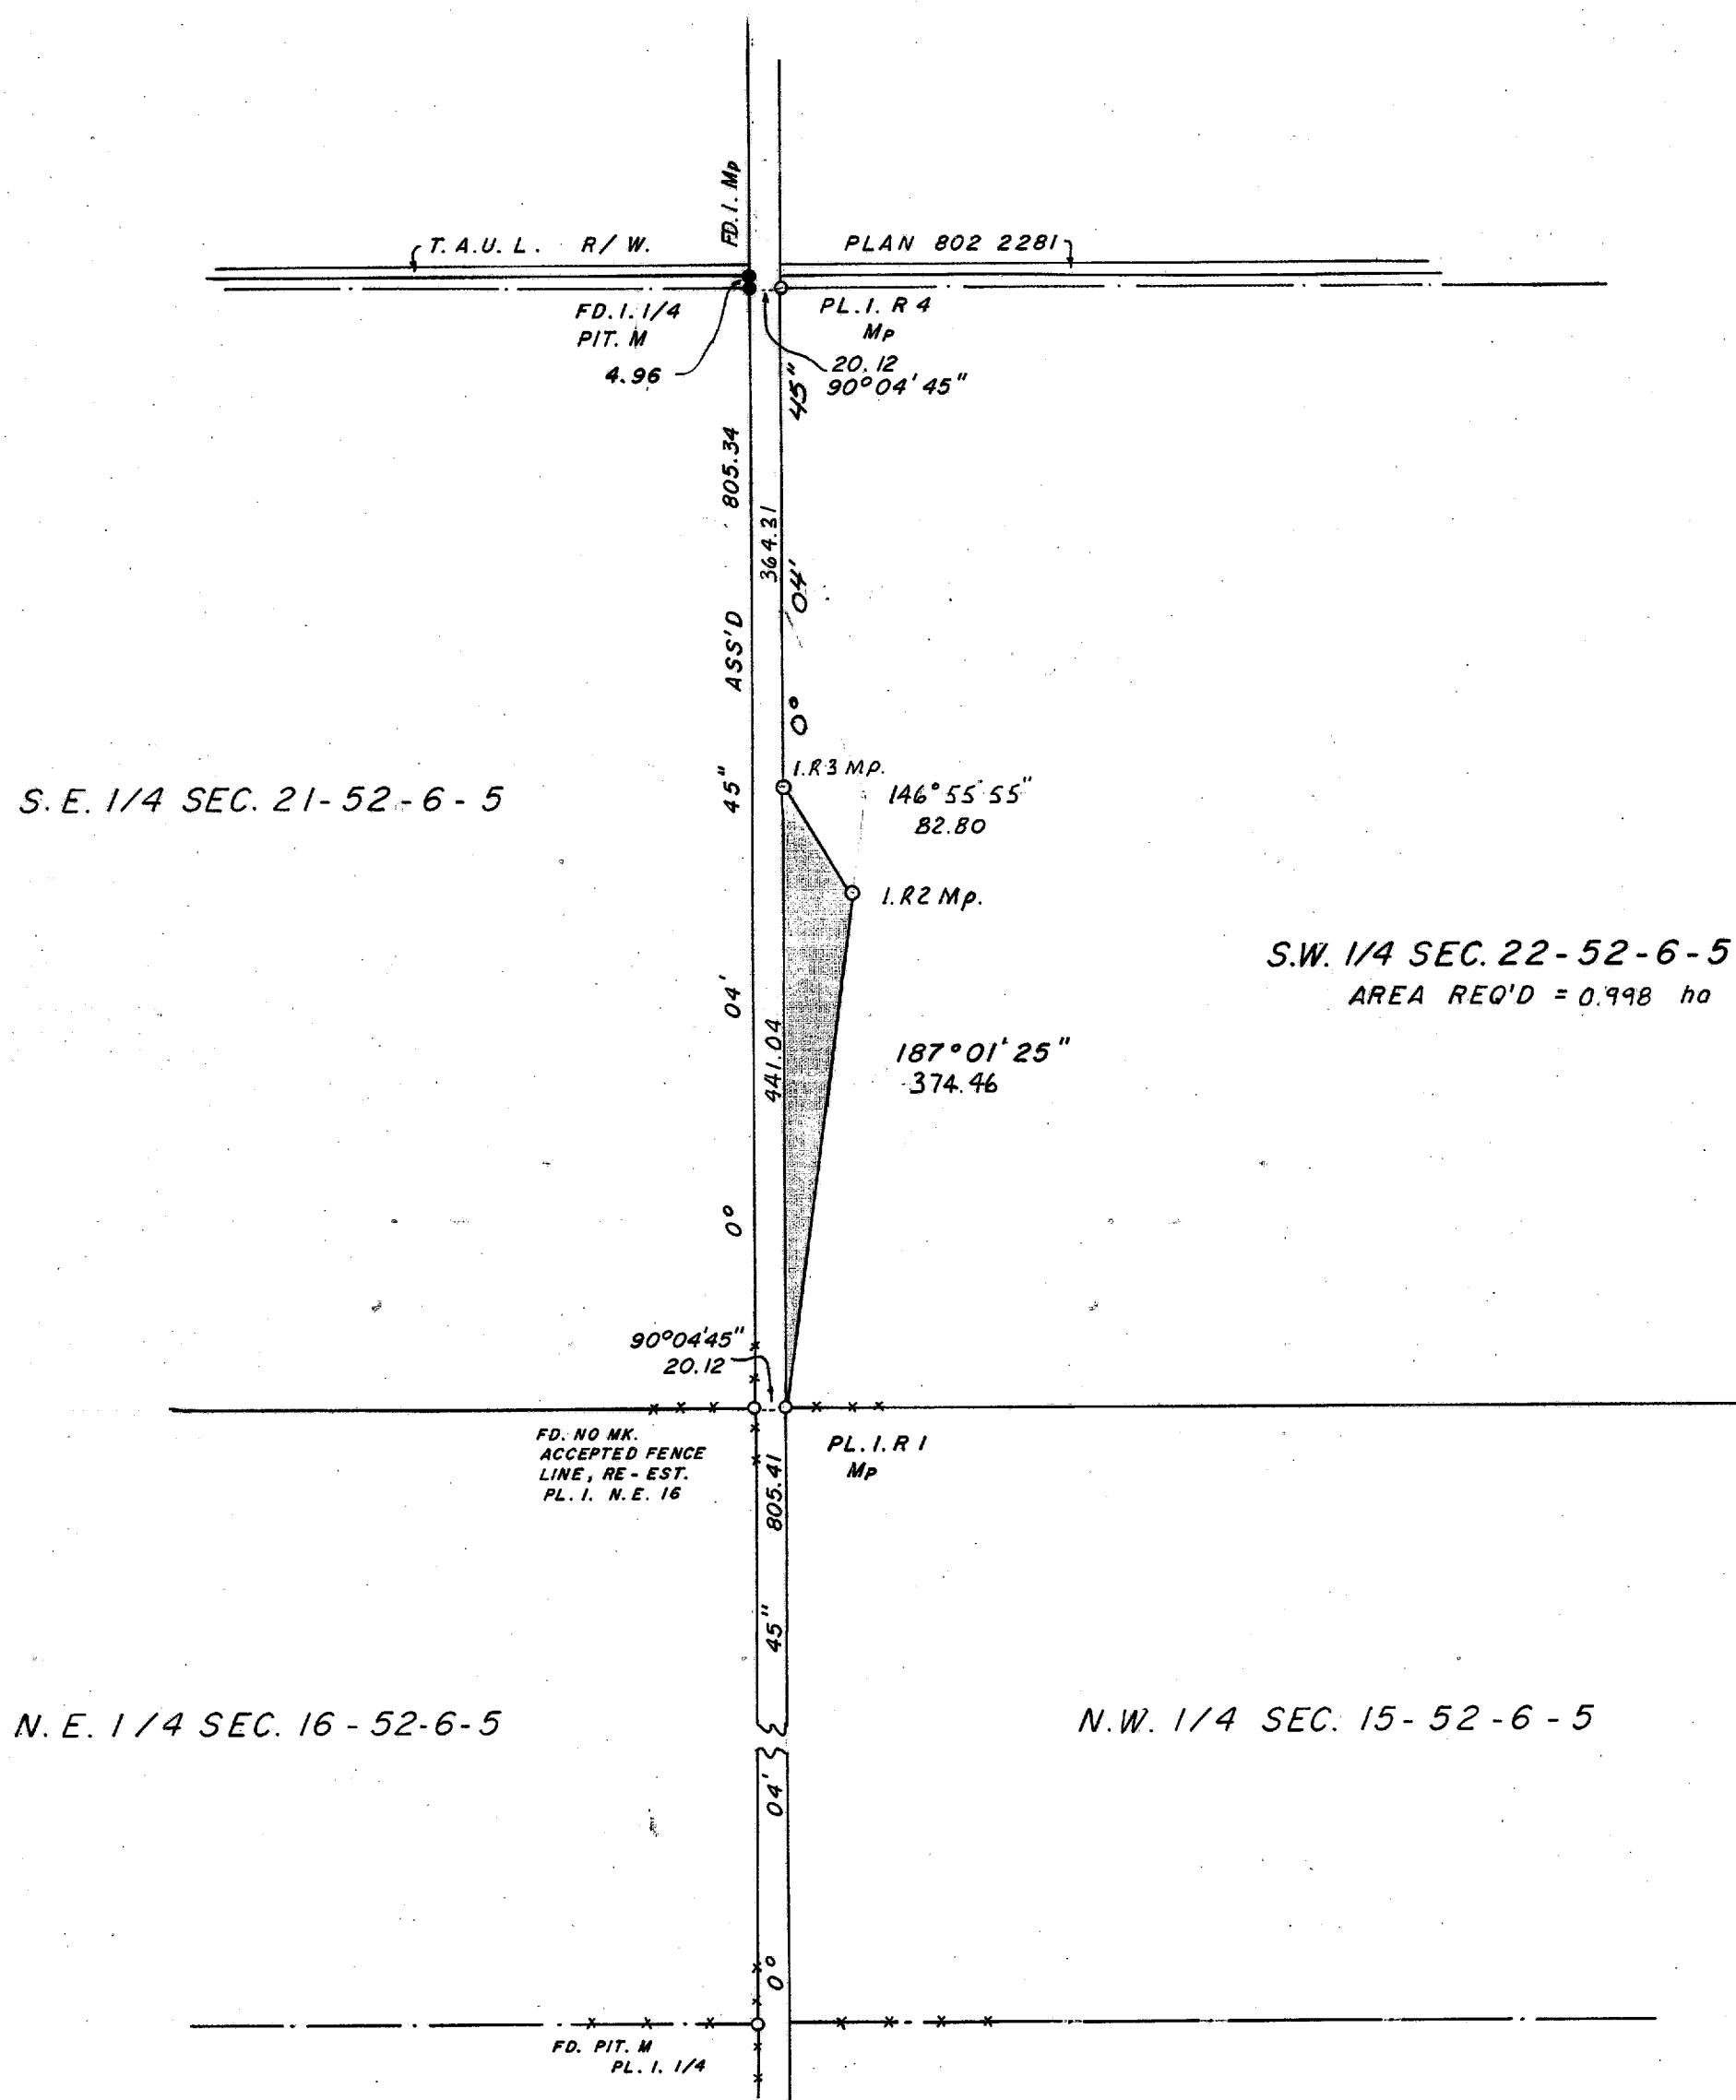 FD. I. Mp
T.A.U.L. R/W.
PLAN 802 2281
FD. I. 1/4
PIT. M
4.96
PL. I. R 4
Mp
20.12
90°04'45"
0° 04' 45"
364.31
0° 04' 45" ASS'D 805.34
I.R3 Mp.
146°55'55"
82.80
I.R2 Mp.
S.E. 1/4 SEC. 21-52-6-5
S.W. 1/4 SEC. 22-52-6-5
AREA REQ'D = 0.998 ha
441.04
187°01'25"
374.46
90°04'45"
20.12
FD. NO MK.
ACCEPTED FENCE
LINE, RE-EST.
PL. I. N.E. 16
PL. I. R 1
Mp
0° 04' 45" 805.41
N.E. 1/4 SEC. 16-52-6-5
N.W. 1/4 SEC. 15-52-6-5
FD. PIT. M
PL. I. 1/4